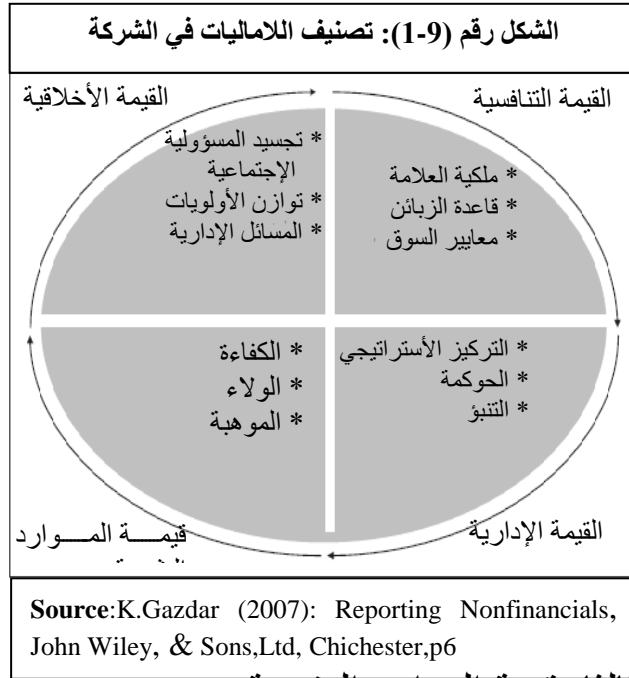 الشكل رقم (9-1): تصنيف اللاماليات في الشركة
القيمة التنافسية
القيمة الأخلاقية
* ملكية العلامة
* قاعدة الزبائن
* معايير السوق
* تجسيد المسؤولية
الإجتماعية
* توازن الأولويات
* المسائل الإدارية
* التركيز الأستراتيجي
* الحوكمة
* التنبؤ
* الكفاءة
* الولاء
* الموهبة
القيمة الإدارية
قيمـــــة المـــــوارد
Source:K.Gazdar (2007): Reporting Nonfinancials,
John Wiley, & Sons,Ltd, Chichester,p6